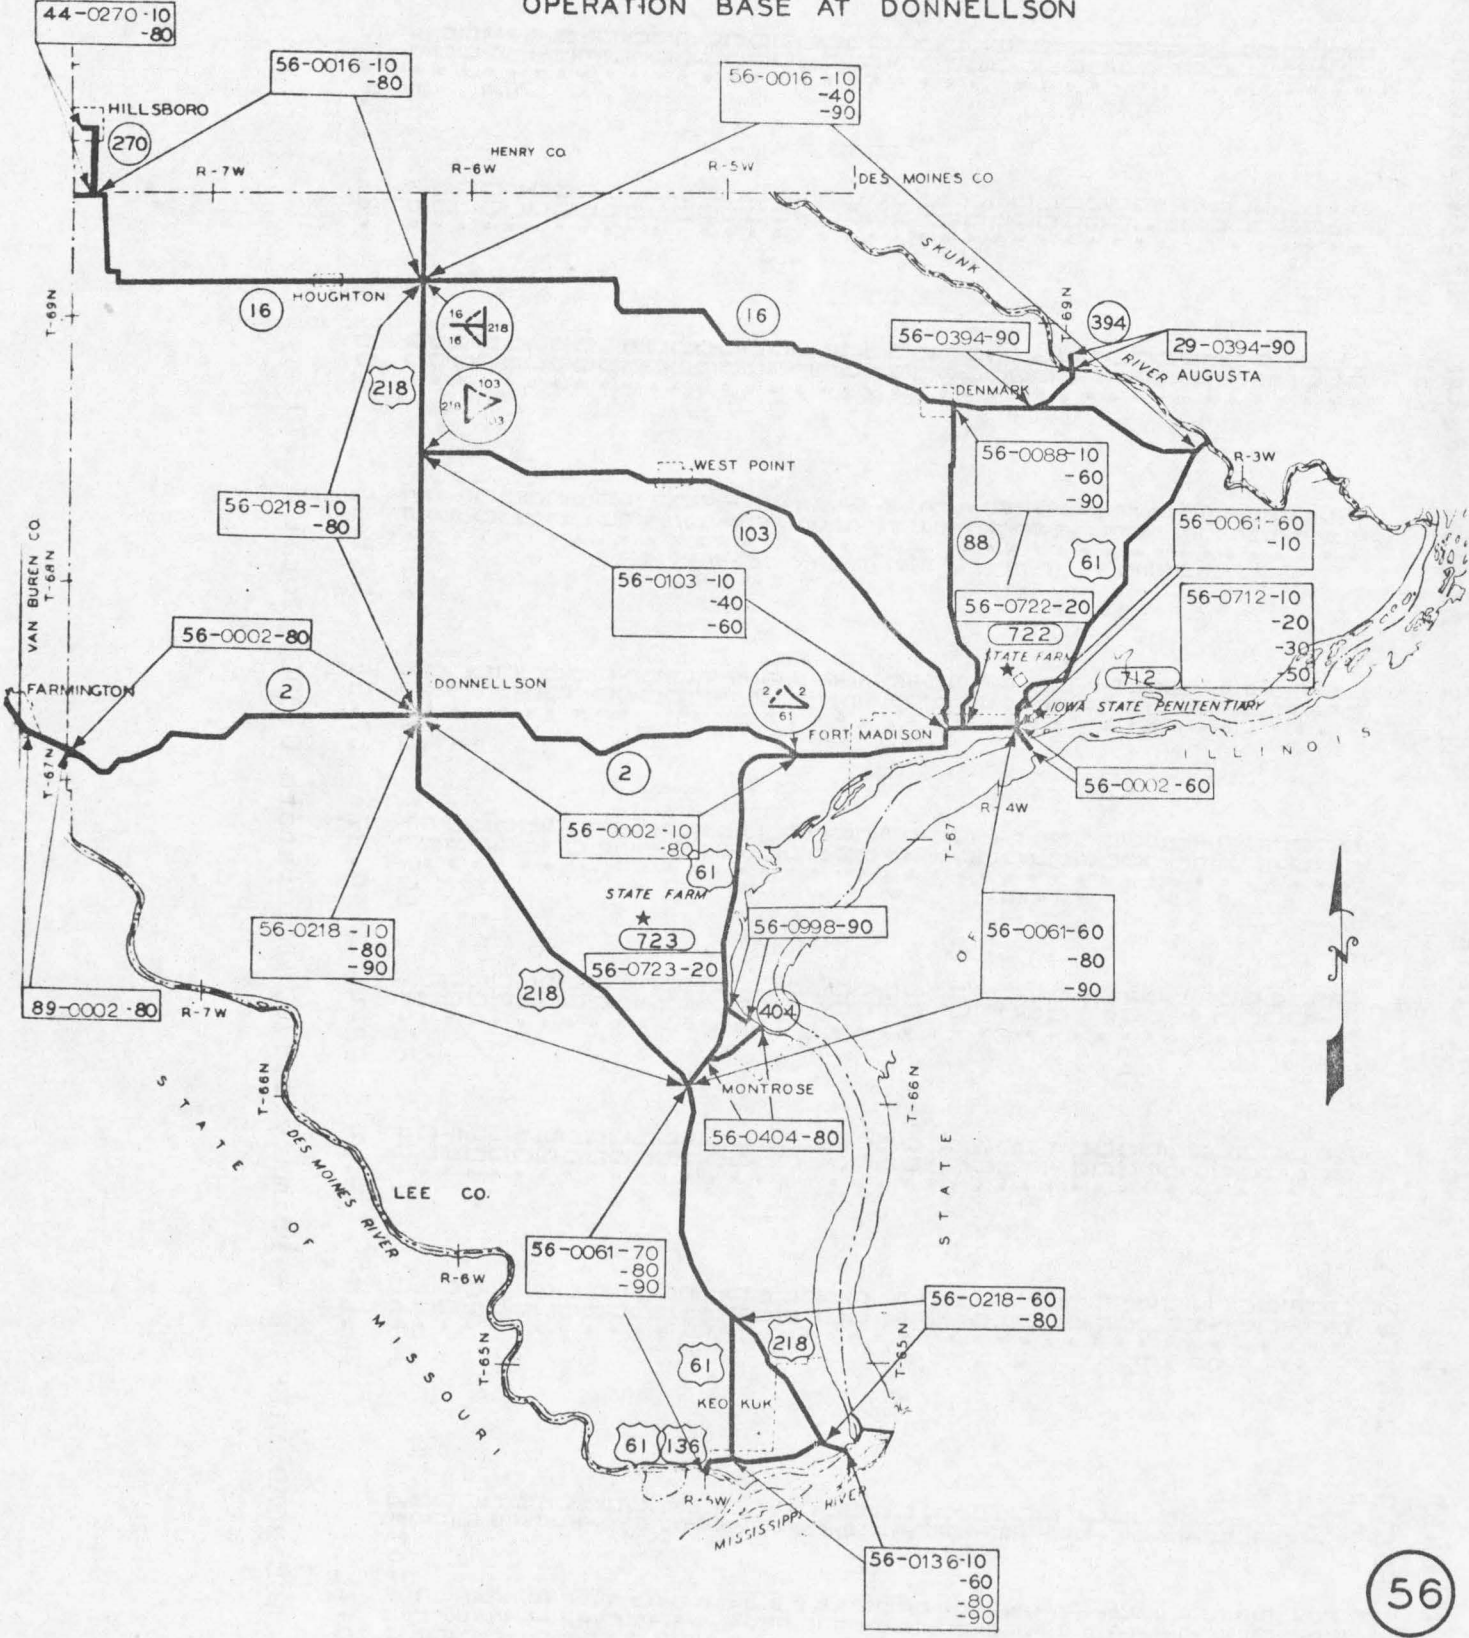 OPERATION BASE AT DONNELLSON
44-0270-10
-80
56-0016-10
-80
56-0016-10
-40
-90
HILLSBORO
270
R-7W
HENRY CO.
R-6W
R-5W
DES MOINES CO
SKUNK
RIVER
T-69N
HOUGHTON
16
16
16
218
16
T-69N
394
56-0394-90
29-0394-90
AUGUSTA
218
103
218
103
DENMARK
56-0088-10
-60
-90
R-3W
WEST POINT
56-0218-10
-80
103
88
61
56-0061-60
-10
VAN BUREN CO.
T-68N
56-0103-10
-40
-60
56-0722-20
722
STATE FARM
56-0712-10
-20
-30
-50
712
56-0002-80
FARMINGTON
2
DONNELLSON
2 2
61
FORT MADISON
IOWA STATE PENITENTIARY
ILLINOIS
T-67N
2
56-0002-60
R-4W
T-67
56-0002-10
-80
61
STATE FARM
723
56-0723-20
56-0998-90
56-0061-60
-80
-90
OF
56-0218-10
-80
-90
218
N
89-0002-80
R-7W
404
MONTROSE
56-0404-80
T-66N
T-66N
STATE
STATE
OF
MISSOURI
DES MOINES RIVER
LEE CO.
R-6W
56-0061-70
-80
-90
56-0218-60
-80
T-65N
T-65N
218
61
KEOKUK
61
136
R-5W
MISSISSIPPI RIVER
56-0136-10
-60
-80
-90
56